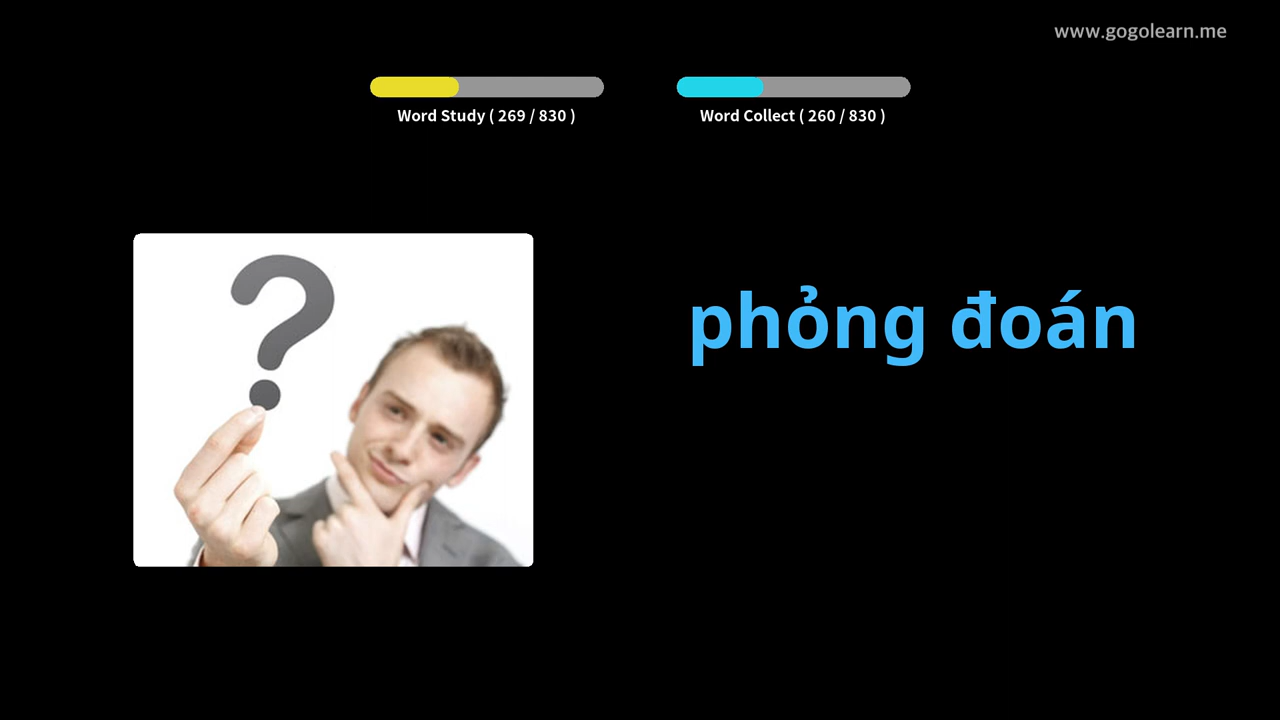 www.gogolearn.me
Word Study ( 269 / 830 )
Word Collect ( 260 / 830 )
?
phỏng đoán